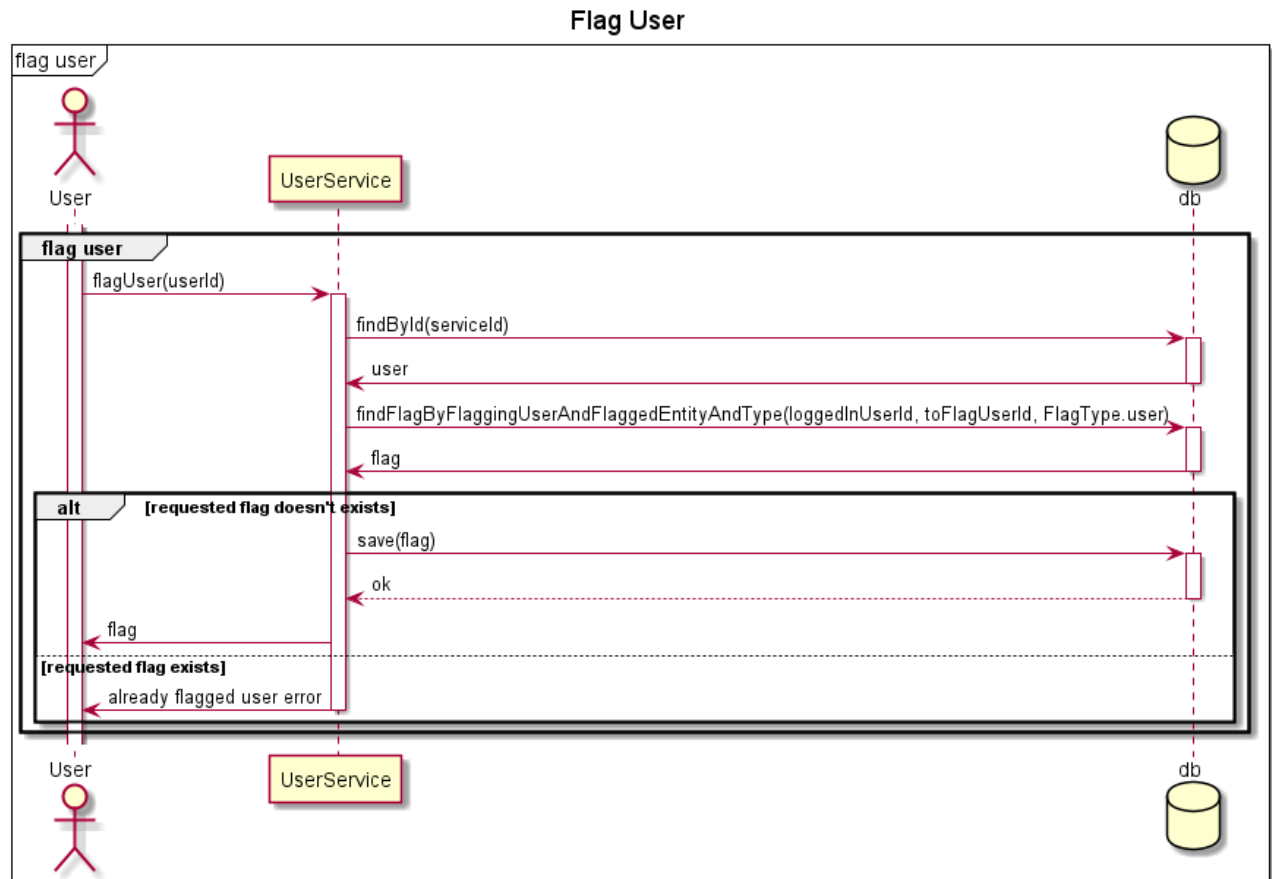 Flag User
flag user
User
UserService
db
flag user
flagUser(userId)
findById(serviceId)
user
findFlagByFlaggingUserAndFlaggedEntityAndType(loggedInUserId, toFlagUserId, FlagType.user)
flag
alt [requested flag doesn't exists]
save(flag)
ok
flag
[requested flag exists]
already flagged user error
User
UserService
db